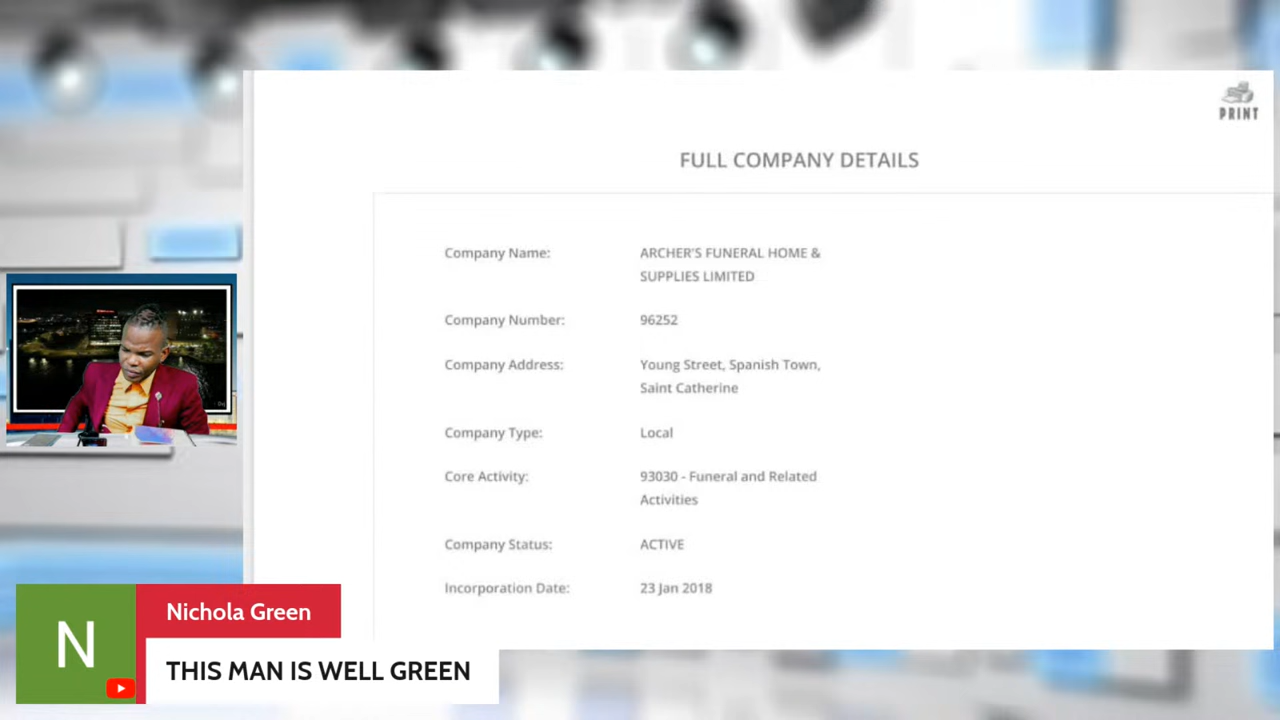 PRINT
FULL COMPANY DETAILS
Company Name: ARCHER'S FUNERAL HOME &
SUPPLIES LIMITED
Company Number: 96252
Company Address: Young Street, Spanish Town,
Saint Catherine
Company Type: Local
Core Activity: 93030 - Funeral and Related
Activities
Company Status: ACTIVE
Incorporation Date: 23 Jan 2018
N
Nichola Green
THIS MAN IS WELL GREEN